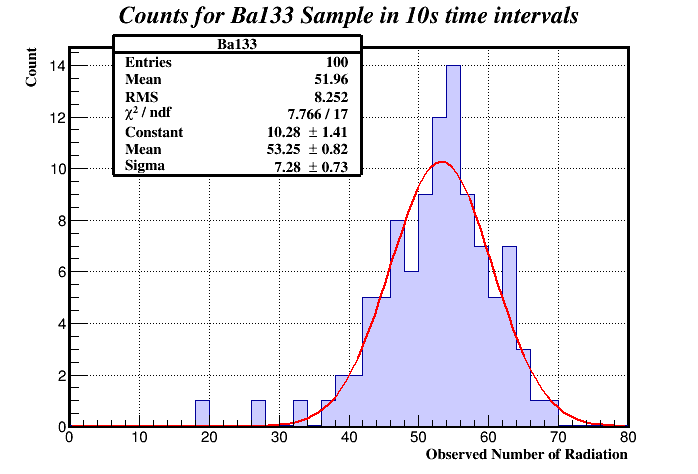 Counts for Ba133 Sample in 10s time intervals
Ba133
Entries 100
Mean 51.96
RMS 8.252
χ² / ndf 7.766 / 17
Constant 10.28 ± 1.41
Mean 53.25 ± 0.82
Sigma 7.28 ± 0.73
Count
14
12
10
8
6
4
2
0
0 10 20 30 40 50 60 70 80
Observed Number of Radiation